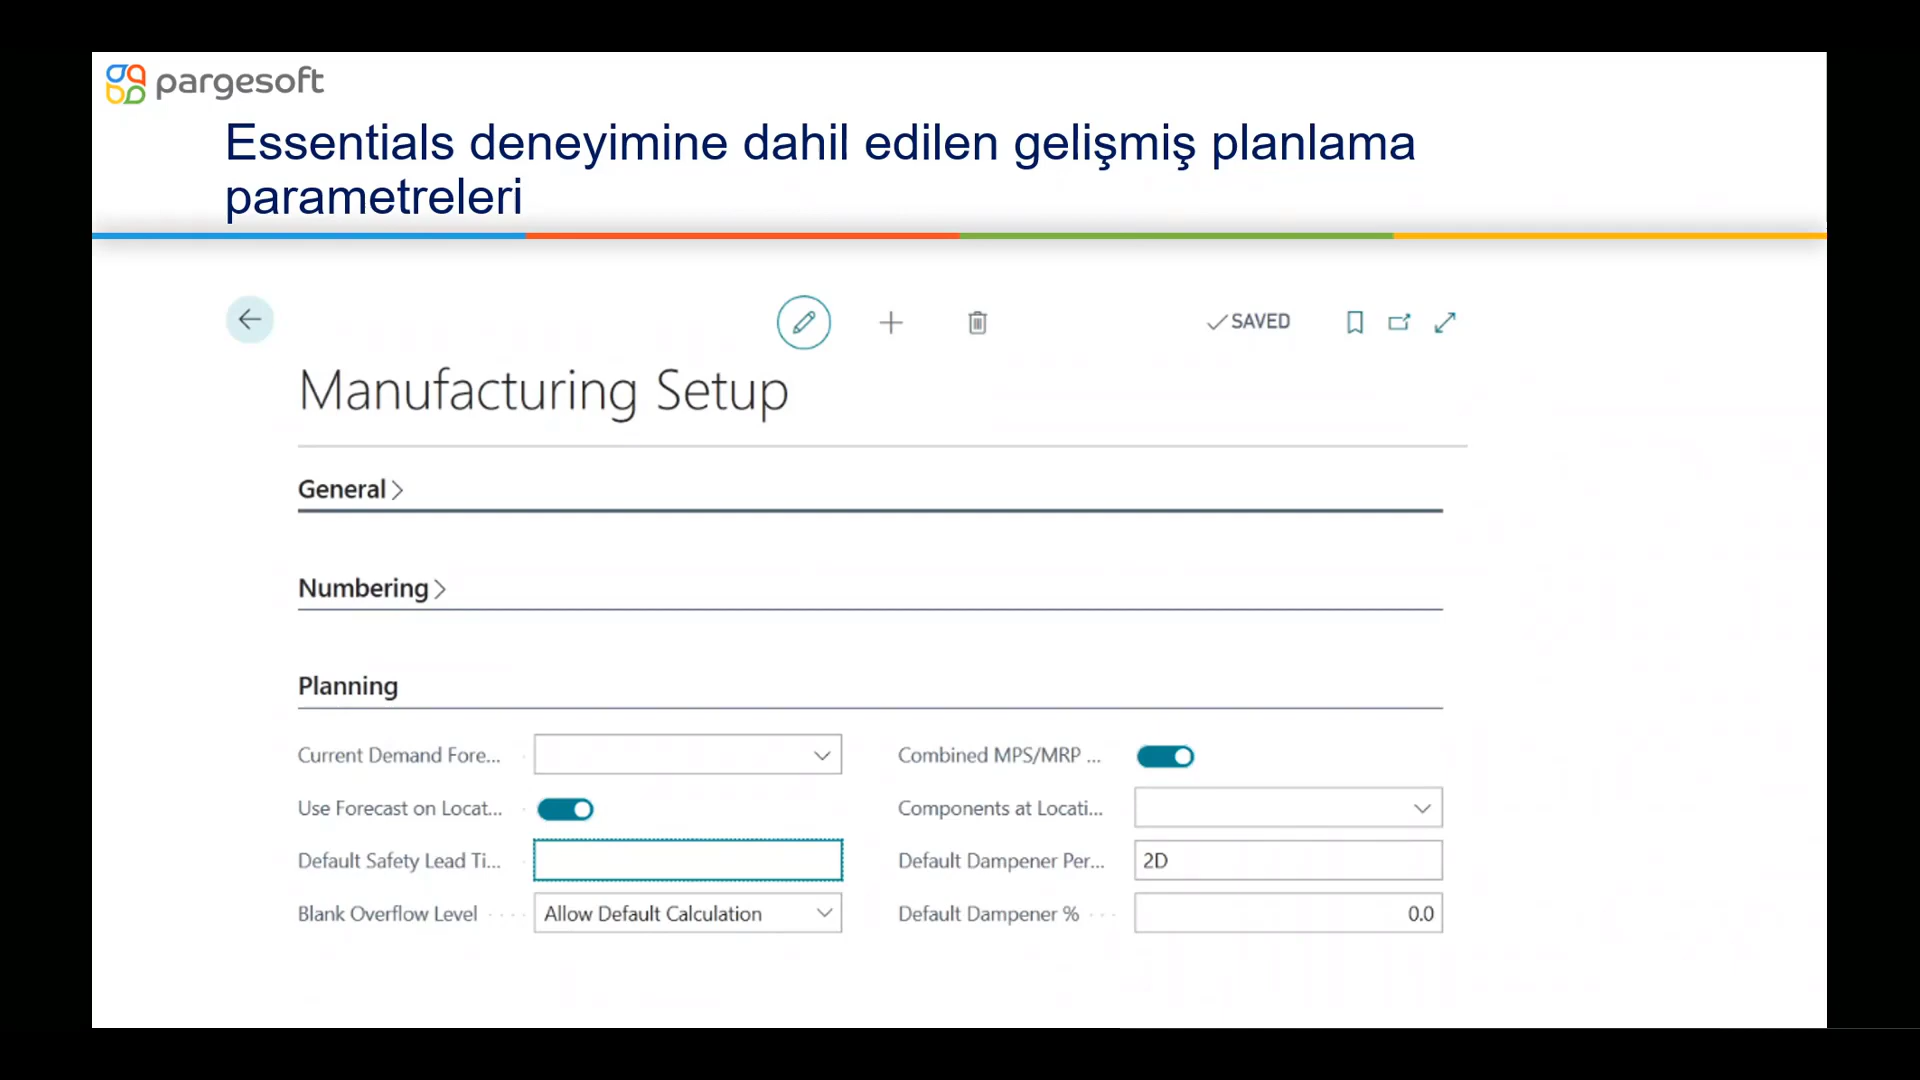 pargesoft
Essentials deneyimine dahil edilen gelişmiş planlama
parametreleri
SAVED
Manufacturing Setup
General
Numbering
Planning
Current Demand Fore...
Combined MPS/MRP ...
Use Forecast on Locat...
Components at Locati...
Default Safety Lead Ti...
Default Dampener Per...
2D
Blank Overflow Level
Allow Default Calculation
Default Dampener %
0.0